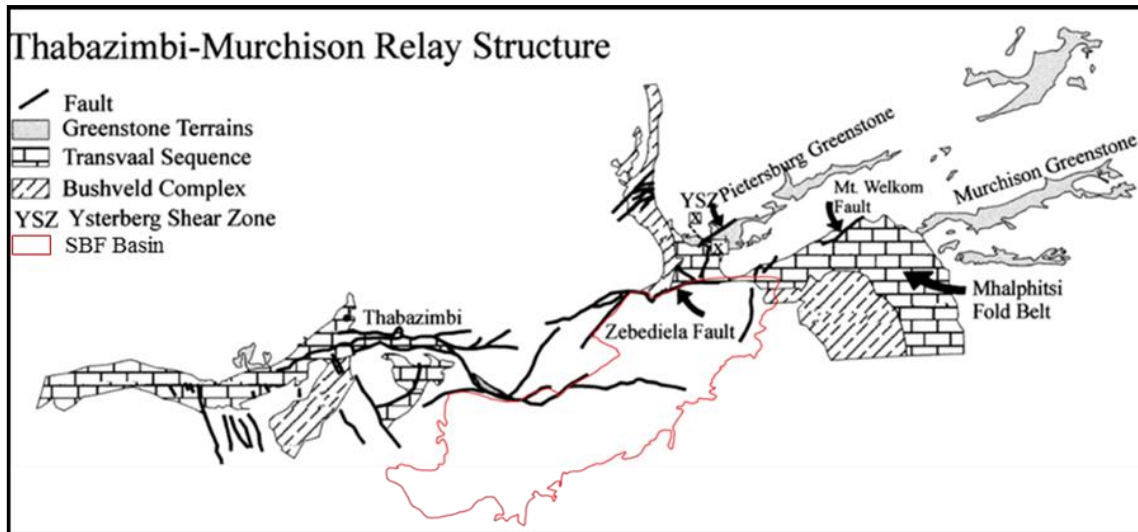 Thabazimbi-Murchison Relay Structure
Fault
Greenstone Terrains
Transvaal Sequence
Bushveld Complex
YSZ Ysterberg Shear Zone
SBF Basin
Pietersburg Greenstone
YSZ
X
X
Mt. Welkom
Fault
Murchison Greenstone
Mhalphitsi
Fold Belt
Zebediela Fault
Thabazimbi